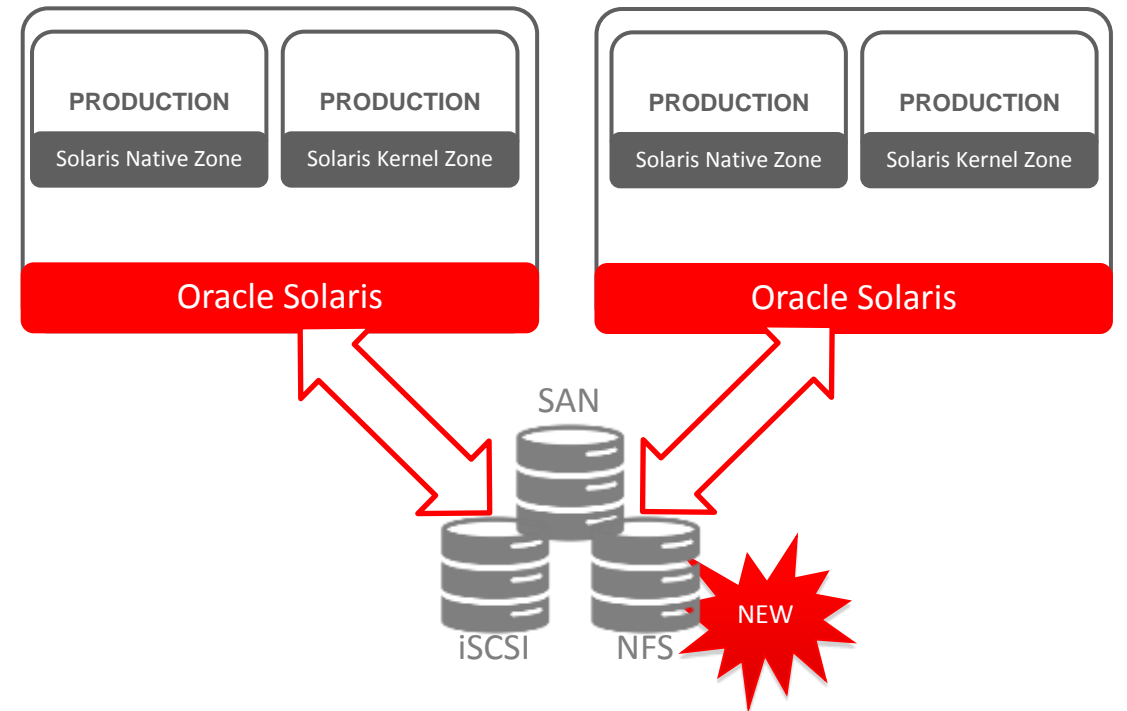 PRODUCTION
Solaris Native Zone
PRODUCTION
Solaris Kernel Zone
Oracle Solaris
PRODUCTION
Solaris Native Zone
PRODUCTION
Solaris Kernel Zone
Oracle Solaris
SAN
iSCSI
NFS
NEW